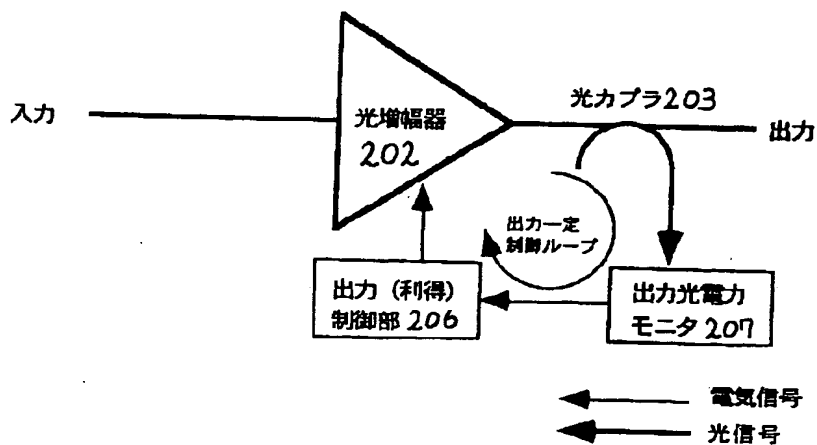 入力
光増幅器
202
光カプラ203
出力
出力一定
制御ループ
出力（利得）
制御部 206
出力光電力
モニタ 207
電気信号
光信号